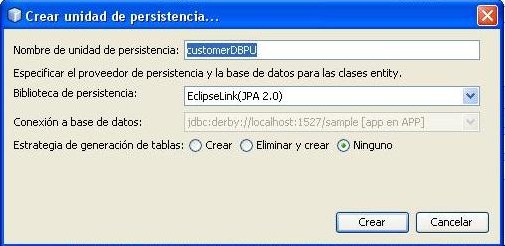 Crear unidad de persistencia...
Nombre de unidad de persistencia: customerDBPU
Especificar el proveedor de persistencia y la base de datos para las clases entity.
Biblioteca de persistencia: EclipseLink(JPA 2.0)
Conexión a base de datos: jdbc:derby://localhost:1527/sample [app en APP]
Estrategia de generación de tablas: Crear Eliminar y crear Ninguno
Crear Cancelar